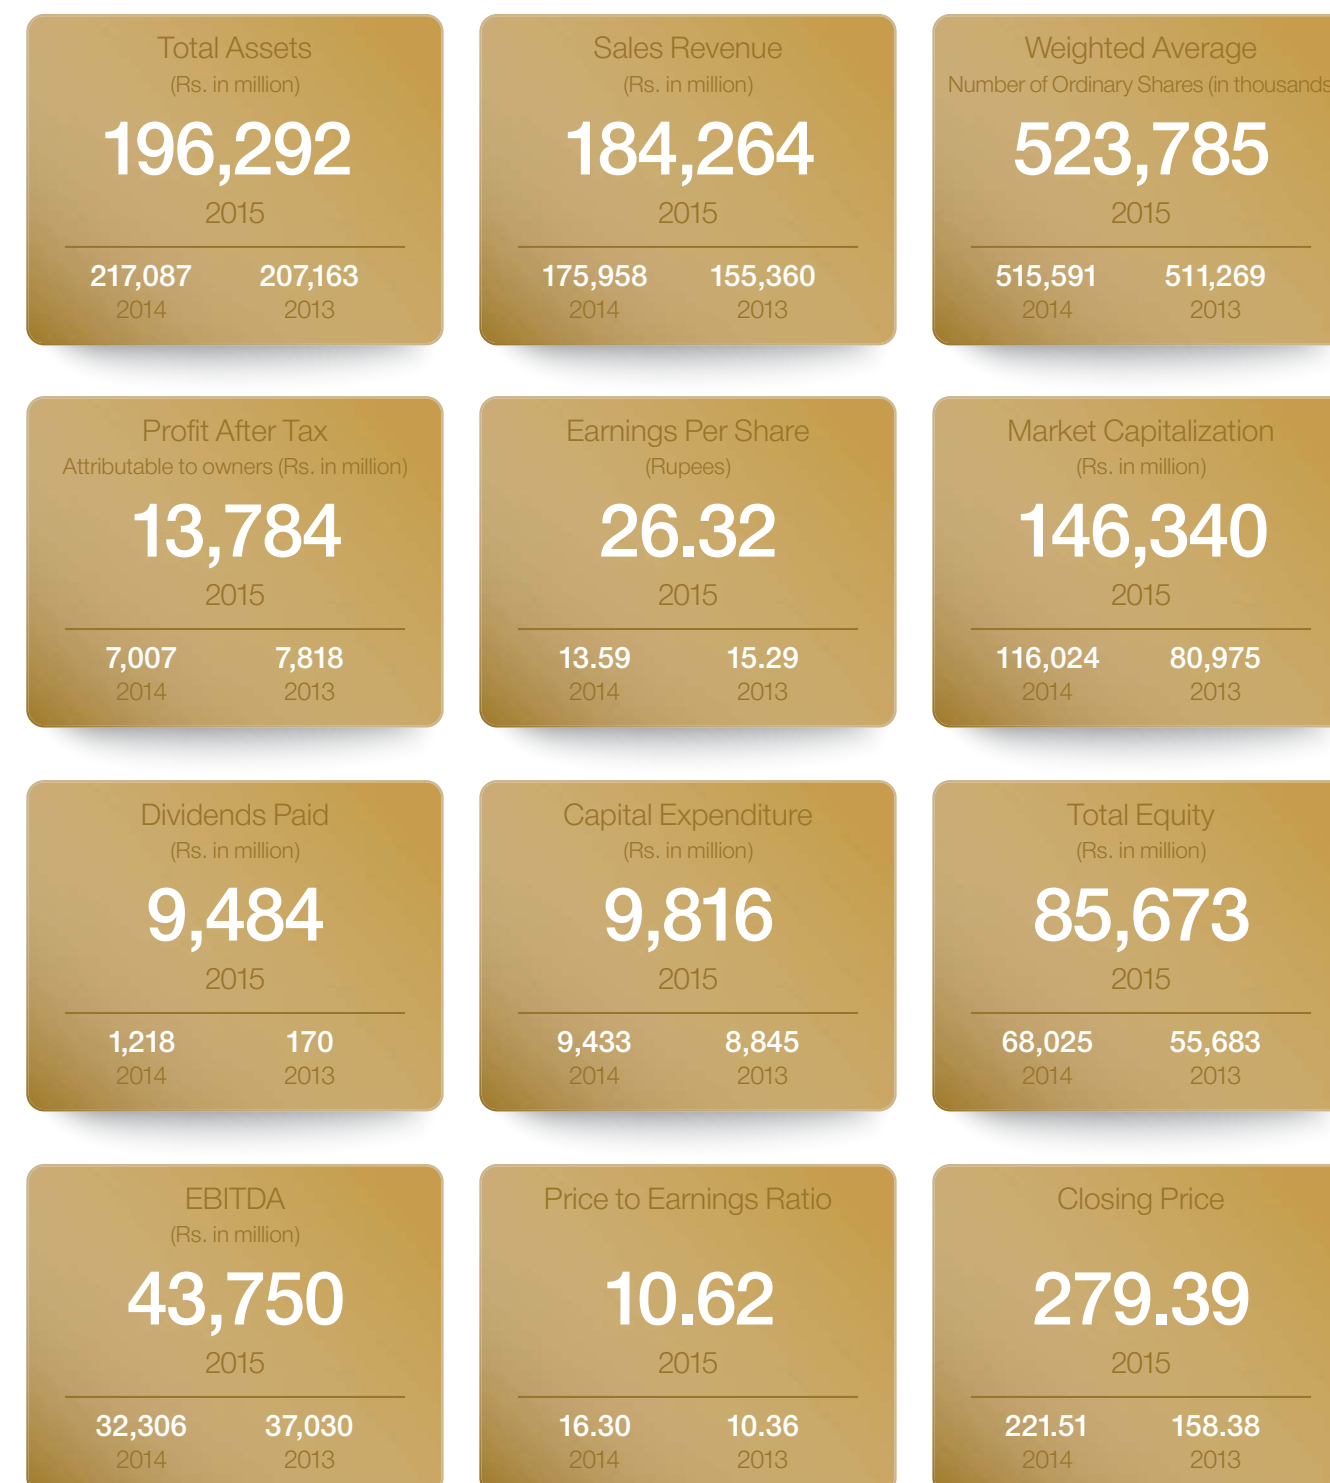 Total Assets
(Rs. in million)
196,292
2015
217,087 207,163
2014 2013
Sales Revenue
(Rs. in million)
184,264
2015
175,958 155,360
2014 2013
Weighted Average
Number of Ordinary Shares (in thousands
523,785
2015
515,591 511,269
2014 2013
Profit After Tax
Attributable to owners (Rs. in million)
13,784
2015
7,007 7,818
2014 2013
Earnings Per Share
(Rupees)
26.32
2015
13.59 15.29
2014 2013
Market Capitalization
(Rs. in million)
146,340
2015
116,024 80,975
2014 2013
Dividends Paid
(Rs. in million)
9,484
2015
1,218 170
2014 2013
Capital Expenditure
(Rs. in million)
9,816
2015
9,433 8,845
2014 2013
Total Equity
(Rs. in million)
85,673
2015
68,025 55,683
2014 2013
EBITDA
(Rs. in million)
43,750
2015
32,306 37,030
2014 2013
Price to Earnings Ratio
10.62
2015
16.30 10.36
2014 2013
Closing Price
279.39
2015
221.51 158.38
2014 2013